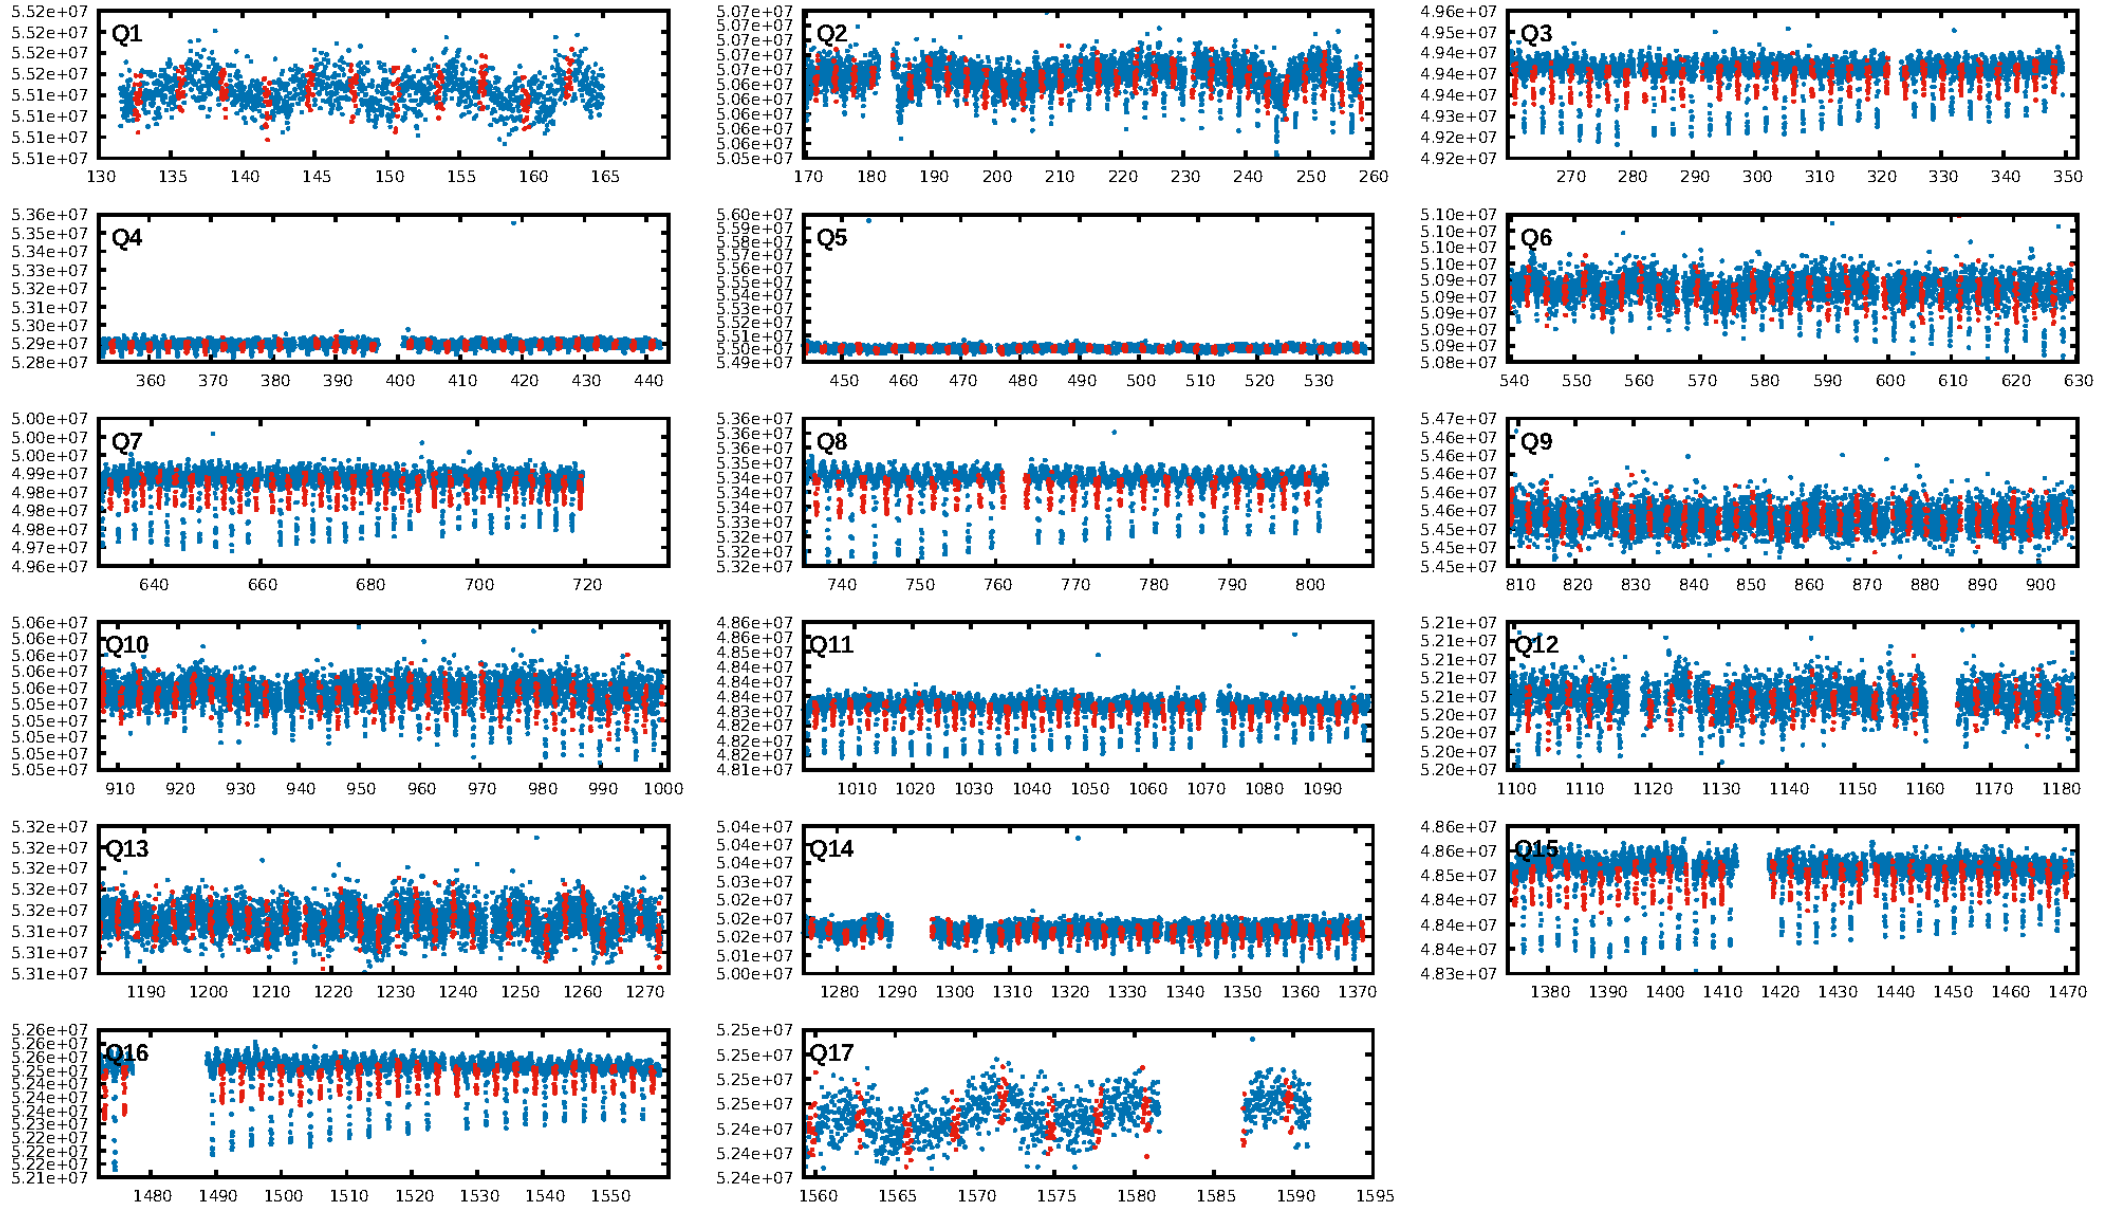 5.52e+07
5.52e+07
5.52e+07
5.52e+07
5.51e+07
5.51e+07
5.51e+07
5.51e+07
Q1
130 135 140 145 150 155 160 165
5.07e+07
5.07e+07
5.07e+07
5.07e+07
5.07e+07
5.06e+07
5.06e+07
5.06e+07
5.06e+07
5.06e+07
5.05e+07
Q2
170 180 190 200 210 220 230 240 250 260
4.96e+07
4.95e+07
4.94e+07
4.94e+07
4.94e+07
4.93e+07
4.92e+07
4.92e+07
Q3
270 280 290 300 310 320 330 340 350
5.36e+07
5.35e+07
5.34e+07
5.33e+07
5.32e+07
5.31e+07
5.30e+07
5.29e+07
5.28e+07
Q4
360 370 380 390 400 410 420 430 440
5.60e+07
5.59e+07
5.58e+07
5.57e+07
5.56e+07
5.55e+07
5.54e+07
5.53e+07
5.52e+07
5.51e+07
5.50e+07
5.49e+07
Q5
450 460 470 480 490 500 510 520 530
5.10e+07
5.10e+07
5.10e+07
5.10e+07
5.09e+07
5.09e+07
5.09e+07
5.09e+07
5.09e+07
5.08e+07
Q6
540 550 560 570 580 590 600 610 620 630
5.00e+07
5.00e+07
5.00e+07
4.99e+07
4.98e+07
4.98e+07
4.98e+07
4.97e+07
4.96e+07
Q7
640 660 680 700 720
5.36e+07
5.36e+07
5.35e+07
5.35e+07
5.34e+07
5.34e+07
5.34e+07
5.33e+07
5.32e+07
5.32e+07
Q8
740 750 760 770 780 790 800
5.47e+07
5.46e+07
5.46e+07
5.46e+07
5.46e+07
5.45e+07
5.45e+07
5.45e+07
Q9
810 820 830 840 850 860 870 880 890 900
5.06e+07
5.06e+07
5.06e+07
5.06e+07
5.06e+07
5.05e+07
5.05e+07
5.05e+07
5.05e+07
5.05e+07
Q10
910 920 930 940 950 960 970 980 990 1000
4.86e+07
4.86e+07
4.85e+07
4.84e+07
4.84e+07
4.84e+07
4.83e+07
4.82e+07
4.82e+07
4.82e+07
4.81e+07
Q11
1010 1020 1030 1040 1050 1060 1070 1080 1090
5.21e+07
5.21e+07
5.21e+07
5.21e+07
5.21e+07
5.20e+07
5.20e+07
5.20e+07
5.20e+07
Q12
1100 1110 1120 1130 1140 1150 1160 1170 1180
5.32e+07
5.32e+07
5.32e+07
5.32e+07
5.32e+07
5.31e+07
5.31e+07
5.31e+07
Q13
1190 1200 1210 1220 1230 1240 1250 1260 1270
5.04e+07
5.04e+07
5.03e+07
5.02e+07
5.02e+07
5.02e+07
5.01e+07
5.00e+07
Q14
1280 1290 1300 1310 1320 1330 1340 1350 1360 1370
4.86e+07
4.86e+07
4.85e+07
4.84e+07
4.84e+07
4.84e+07
4.83e+07
Q15
1380 1390 1400 1410 1420 1430 1440 1450 1460 1470
5.26e+07
5.26e+07
5.26e+07
5.25e+07
5.24e+07
5.24e+07
5.24e+07
5.23e+07
5.22e+07
5.22e+07
5.22e+07
5.21e+07
Q16
1480 1490 1500 1510 1520 1530 1540 1550
5.25e+07
5.25e+07
5.25e+07
5.25e+07
5.24e+07
5.24e+07
5.24e+07
Q17
1560 1565 1570 1575 1580 1585 1590 1595